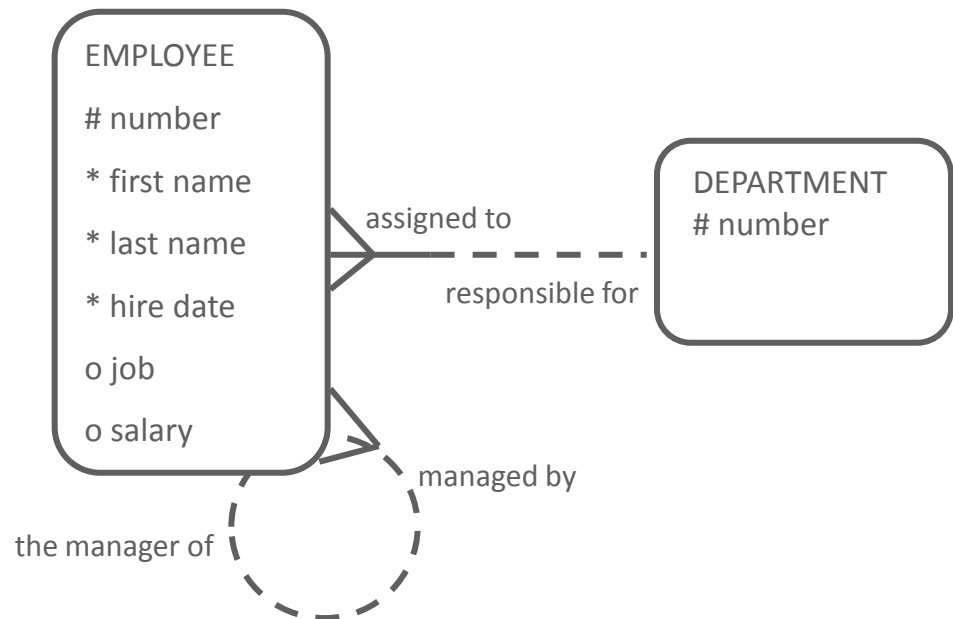 EMPLOYEE
# number
* first name
* last name
* hire date
o job
o salary
assigned to
responsible for
DEPARTMENT
# number
managed by
the manager of